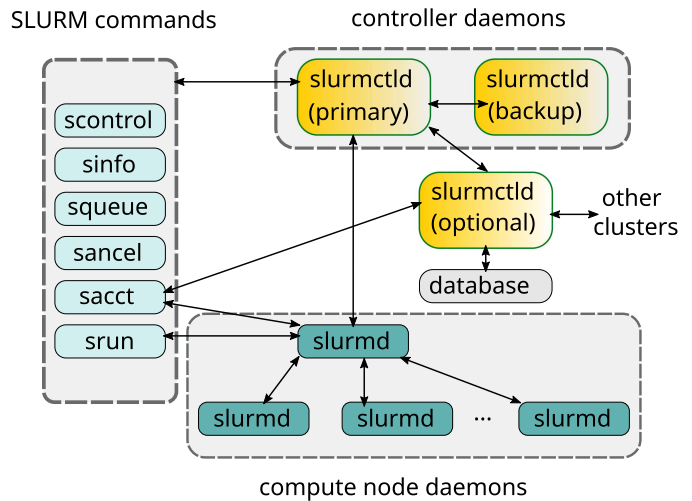 SLURM commands
controller daemons
slurmctld
(primary)
slurmctld
(backup)
scontrol
sinfo
squeue
sancel
sacct
srun
slurmctld
(optional)
other
clusters
database
slurmd
slurmd
slurmd
...
slurmd
compute node daemons